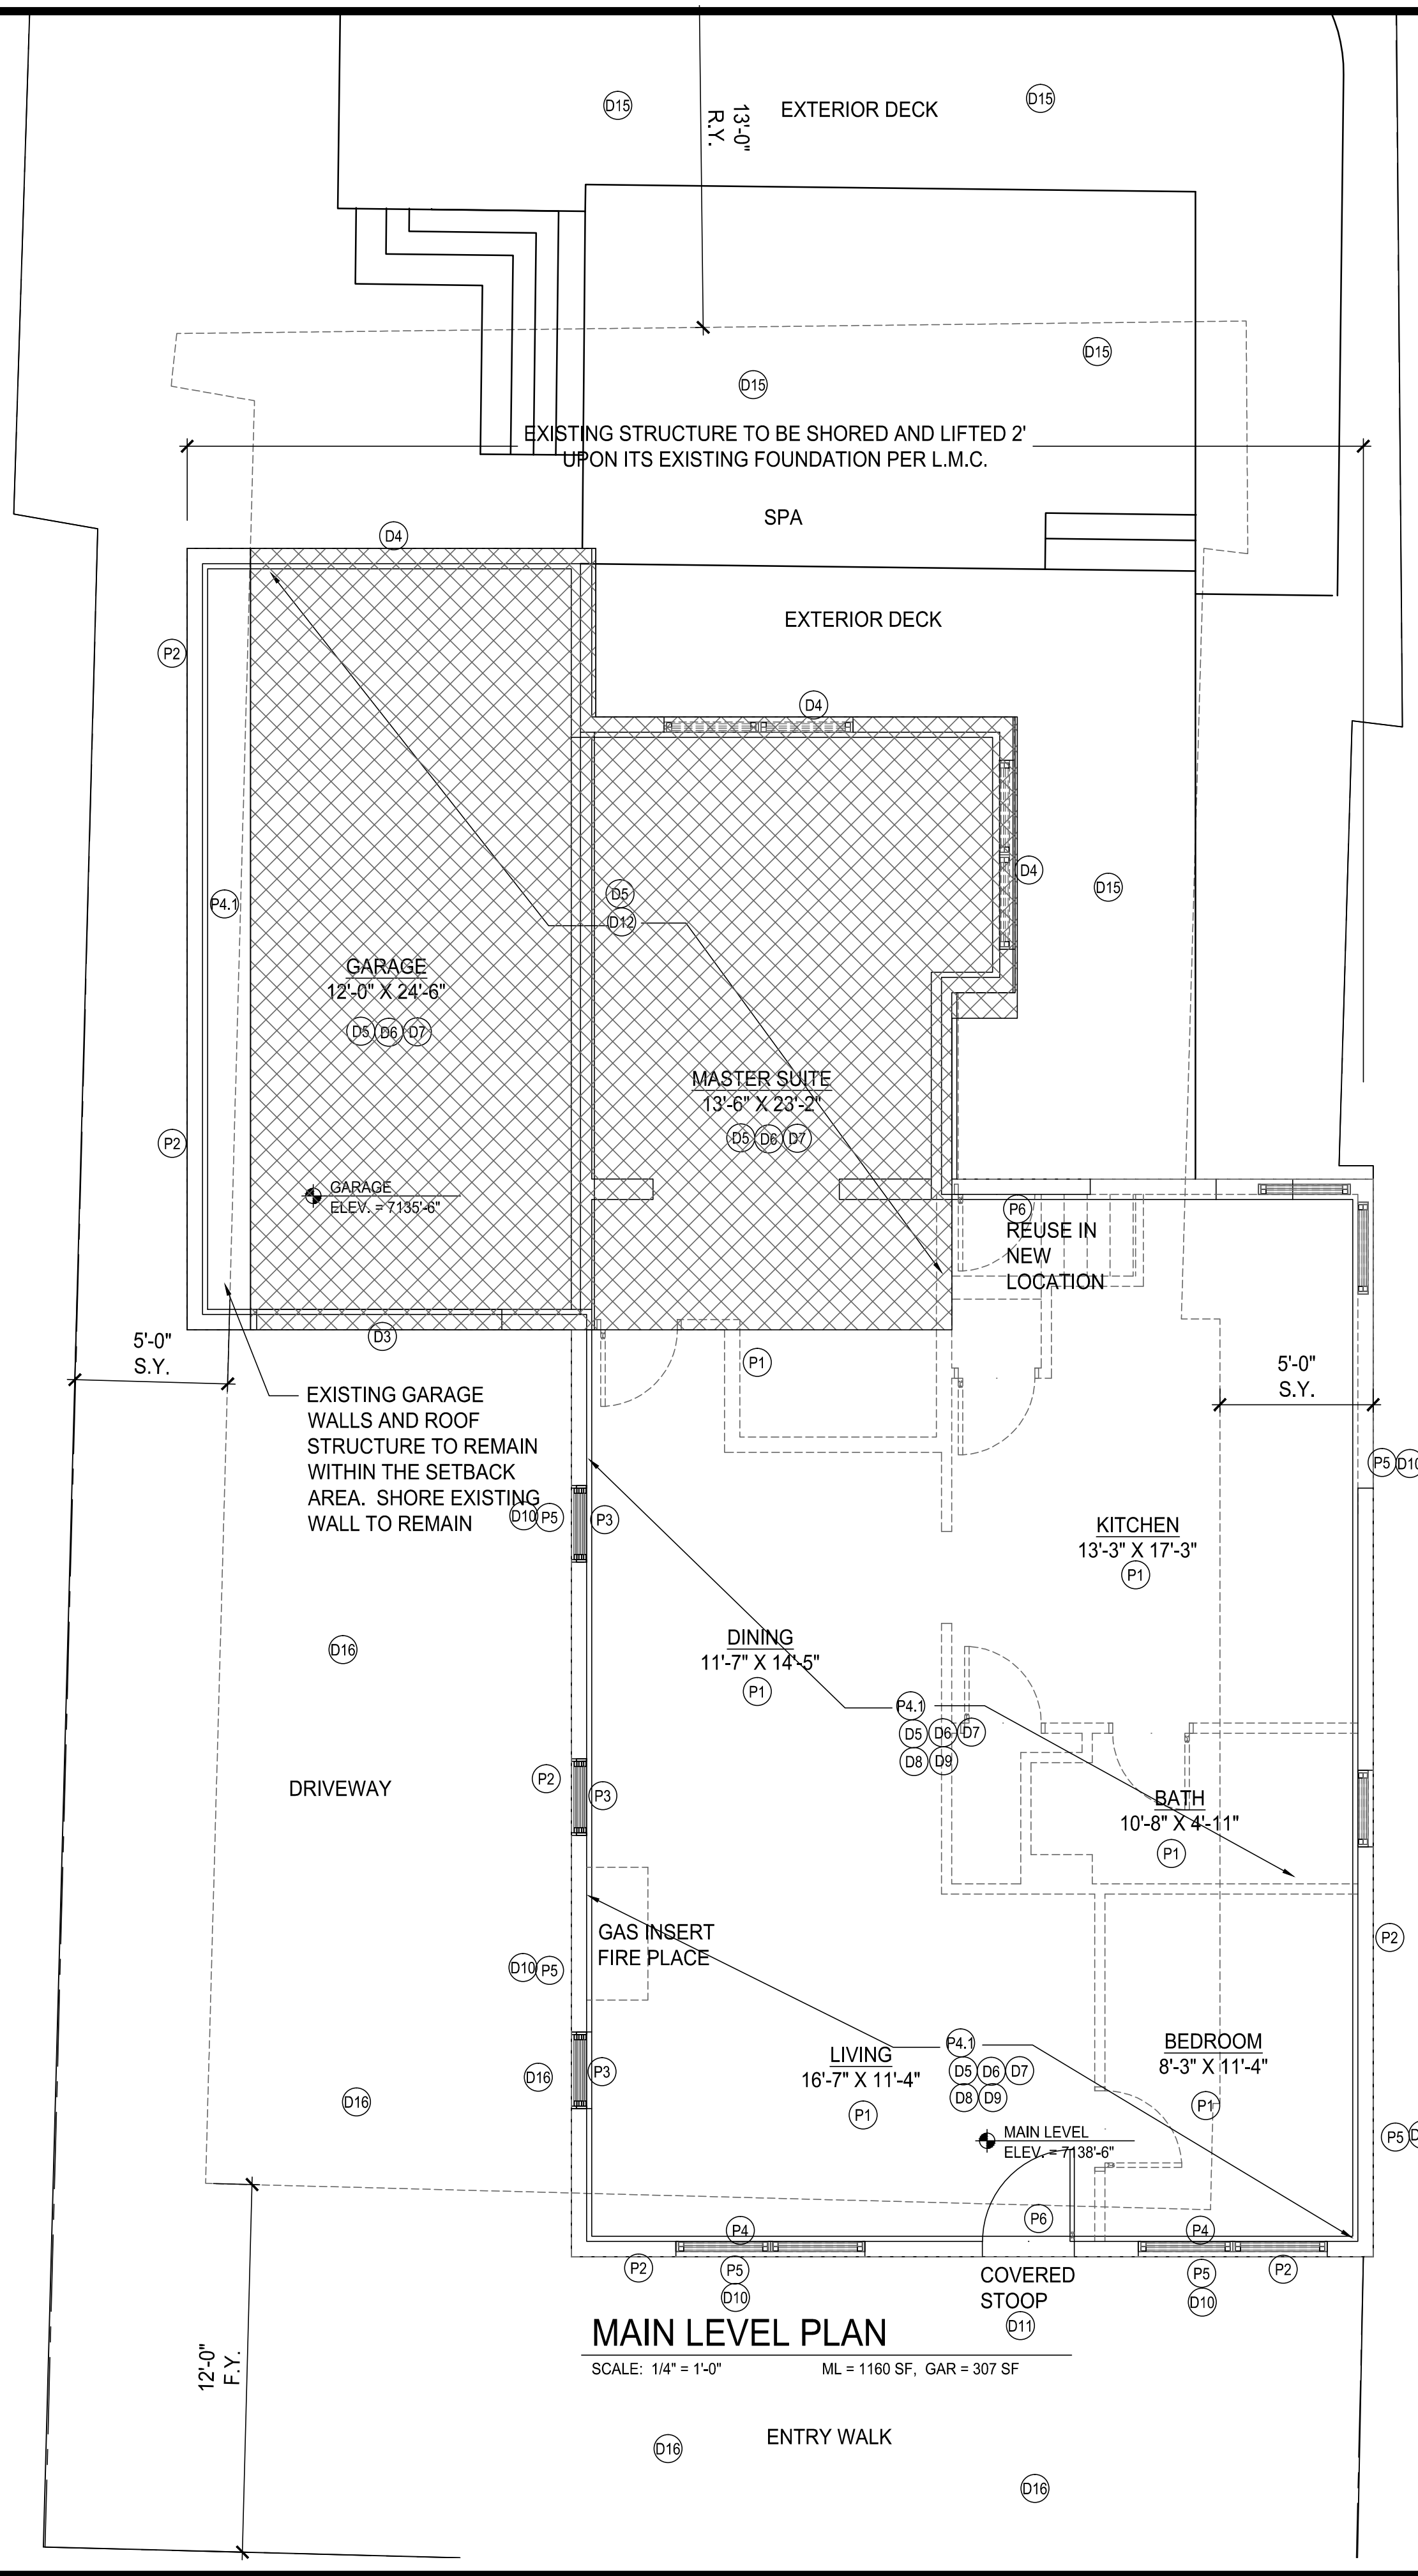 D15
13'-0"
R.Y.
EXTERIOR DECK
D15
D15
D15
EXISTING STRUCTURE TO BE SHORED AND LIFTED 2'
UPON ITS EXISTING FOUNDATION PER L.M.C.
SPA
D4
EXTERIOR DECK
P2
D4
D4
D15
P4.1
D5
D12
GARAGE
12'-0" X 24'-6"
D5 D6 D7
MASTER SUITE
13'-6" X 23'-2"
D5 D6 D7
P2
GARAGE
ELEV. = 7135'-6"
P6
REUSE IN
NEW
LOCATION
D3
5'-0"
S.Y.
P1
5'-0"
S.Y.
EXISTING GARAGE
WALLS AND ROOF
STRUCTURE TO REMAIN
WITHIN THE SETBACK
AREA. SHORE EXISTING
WALL TO REMAIN
P5 D10
D10 P5
P3
KITCHEN
13'-3" X 17'-3"
P1
D16
DINING
11'-7" X 14'-5"
P1
P4.1
D5 D6 D7
D8 D9
DRIVEWAY
P2
P3
BATH
10'-8" X 4'-11"
P1
GAS INSERT
FIRE PLACE
P2
D10 P5
LIVING
16'-7" X 11'-4"
P1
P4.1
D5 D6 D7
D8 D9
BEDROOM
8'-3" X 11'-4"
P1
D16
D16
P3
MAIN LEVEL
ELEV. = 7138'-6"
P5
P4
P6
P4
P2
P5
D10
COVERED
STOOP
D11
P5
D10
P2
MAIN LEVEL PLAN
SCALE: 1/4" = 1'-0"
ML = 1160 SF, GAR = 307 SF
12'-0"
F.Y.
ENTRY WALK
D16
D16